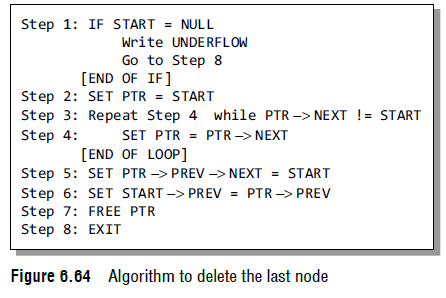 Step 1: IF START = NULL
Write UNDERFLOW
Go to Step 8
[END OF IF]
Step 2: SET PTR = START
Step 3: Repeat Step 4 while PTR –> NEXT != START
Step 4: SET PTR = PTR –> NEXT
[END OF LOOP]
Step 5: SET PTR –> PREV –> NEXT = START
Step 6: SET START –> PREV = PTR –> PREV
Step 7: FREE PTR
Step 8: EXIT
Figure 6.64 Algorithm to delete the last node